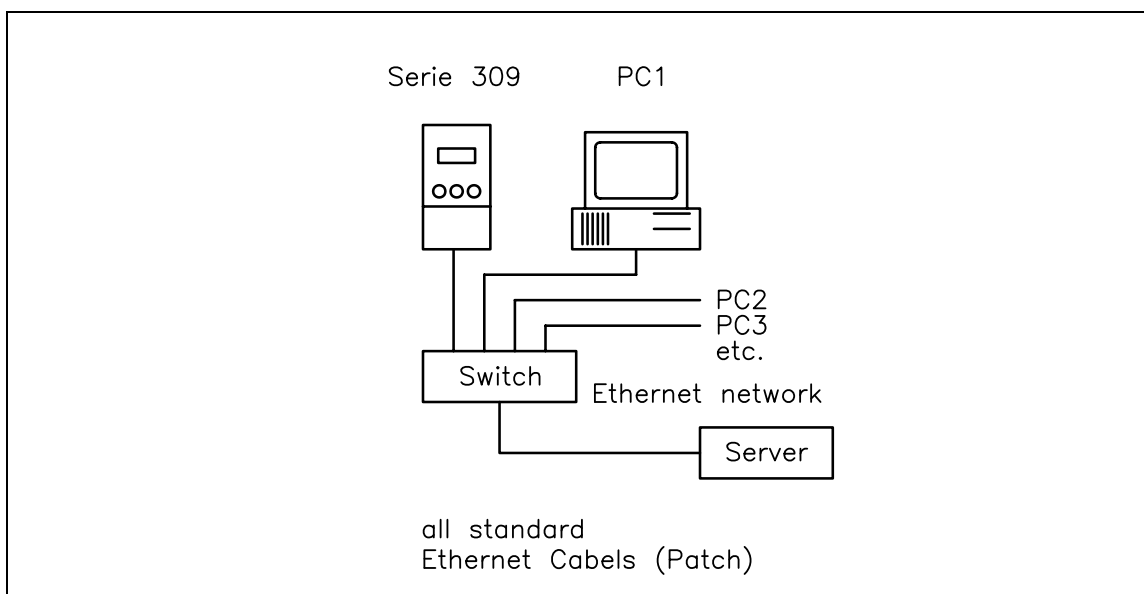 Serie 309
PC1
PC2
PC3
etc.
Switch
Ethernet network
Server
all standard
Ethernet Cabels (Patch)